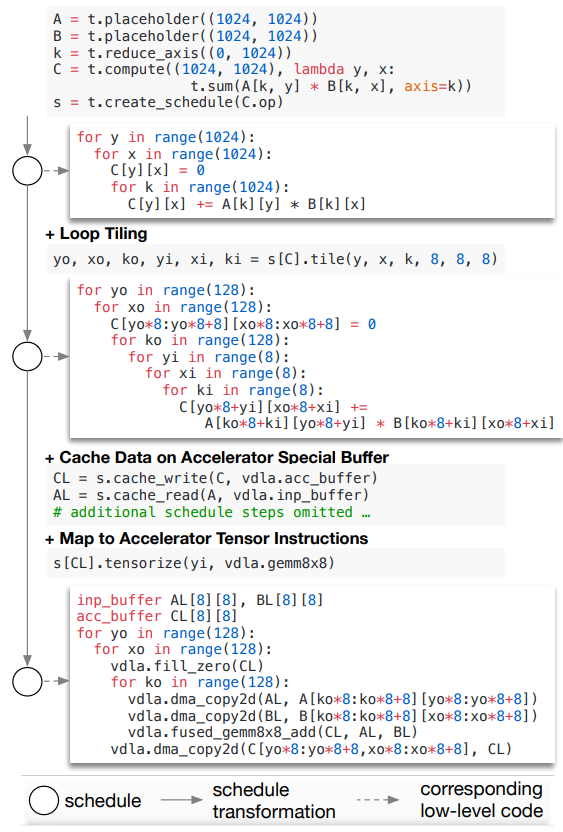 A = t.placeholder((1024, 1024))
B = t.placeholder((1024, 1024))
k = t.reduce_axis((0, 1024))
C = t.compute((1024, 1024), lambda y, x:
t.sum(A[k, y] * B[k, x], axis=k))
s = t.create_schedule(C.op)
for y in range(1024):
for x in range(1024):
C[y][x] = 0
for k in range(1024):
C[y][x] += A[k][y] * B[k][x]
+ Loop Tiling
yo, xo, ko, yi, xi, ki = s[C].tile(y, x, k, 8, 8, 8)
for yo in range(128):
for xo in range(128):
C[yo*8:yo*8+8][xo*8:xo*8+8] = 0
for ko in range(128):
for yi in range(8):
for xi in range(8):
for ki in range(8):
C[yo*8+yi][xo*8+xi] +=
A[ko*8+ki][yo*8+yi] * B[ko*8+ki][xo*8+xi]
+ Cache Data on Accelerator Special Buffer
CL = s.cache_write(C, vdla.acc_buffer)
AL = s.cache_read(A, vdla.inp_buffer)
# additional schedule steps omitted …
+ Map to Accelerator Tensor Instructions
s[CL].tensorize(yi, vdla.gemm8x8)
inp_buffer AL[8][8], BL[8][8]
acc_buffer CL[8][8]
for yo in range(128):
for xo in range(128):
vdla.fill_zero(CL)
for ko in range(128):
vdla.dma_copy2d(AL, A[ko*8:ko*8+8][yo*8:yo*8+8])
vdla.dma_copy2d(BL, B[ko*8:ko*8+8][xo*8:xo*8+8])
vdla.fused_gemm8x8_add(CL, AL, BL)
vdla.dma_copy2d(C[yo*8:yo*8+8,xo*8:xo*8+8], CL)
schedule
schedule
transformation
corresponding
low-level code